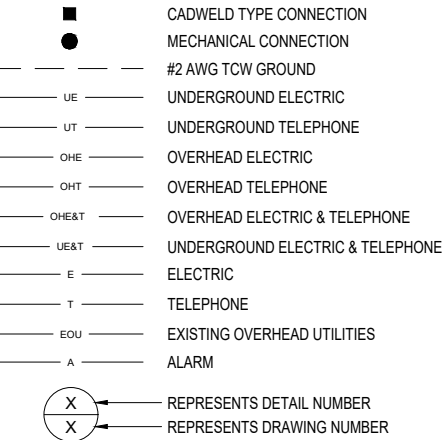 CADWELD TYPE CONNECTION
MECHANICAL CONNECTION
#2 AWG TCW GROUND
UE UNDERGROUND ELECTRIC
UT UNDERGROUND TELEPHONE
OHE OVERHEAD ELECTRIC
OHT OVERHEAD TELEPHONE
OHE&T OVERHEAD ELECTRIC & TELEPHONE
UE&T UNDERGROUND ELECTRIC & TELEPHONE
E ELECTRIC
T TELEPHONE
EOU EXISTING OVERHEAD UTILITIES
A ALARM
X REPRESENTS DETAIL NUMBER
X REPRESENTS DRAWING NUMBER